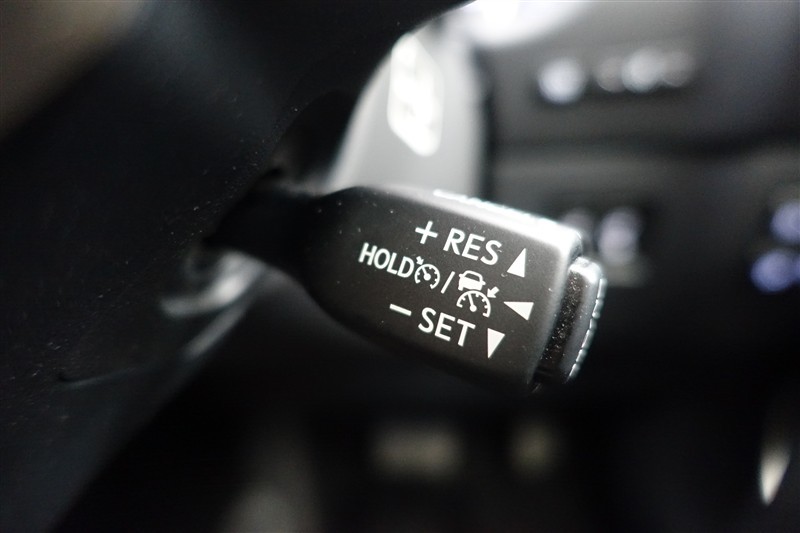 + RES
HOLD /
− SET